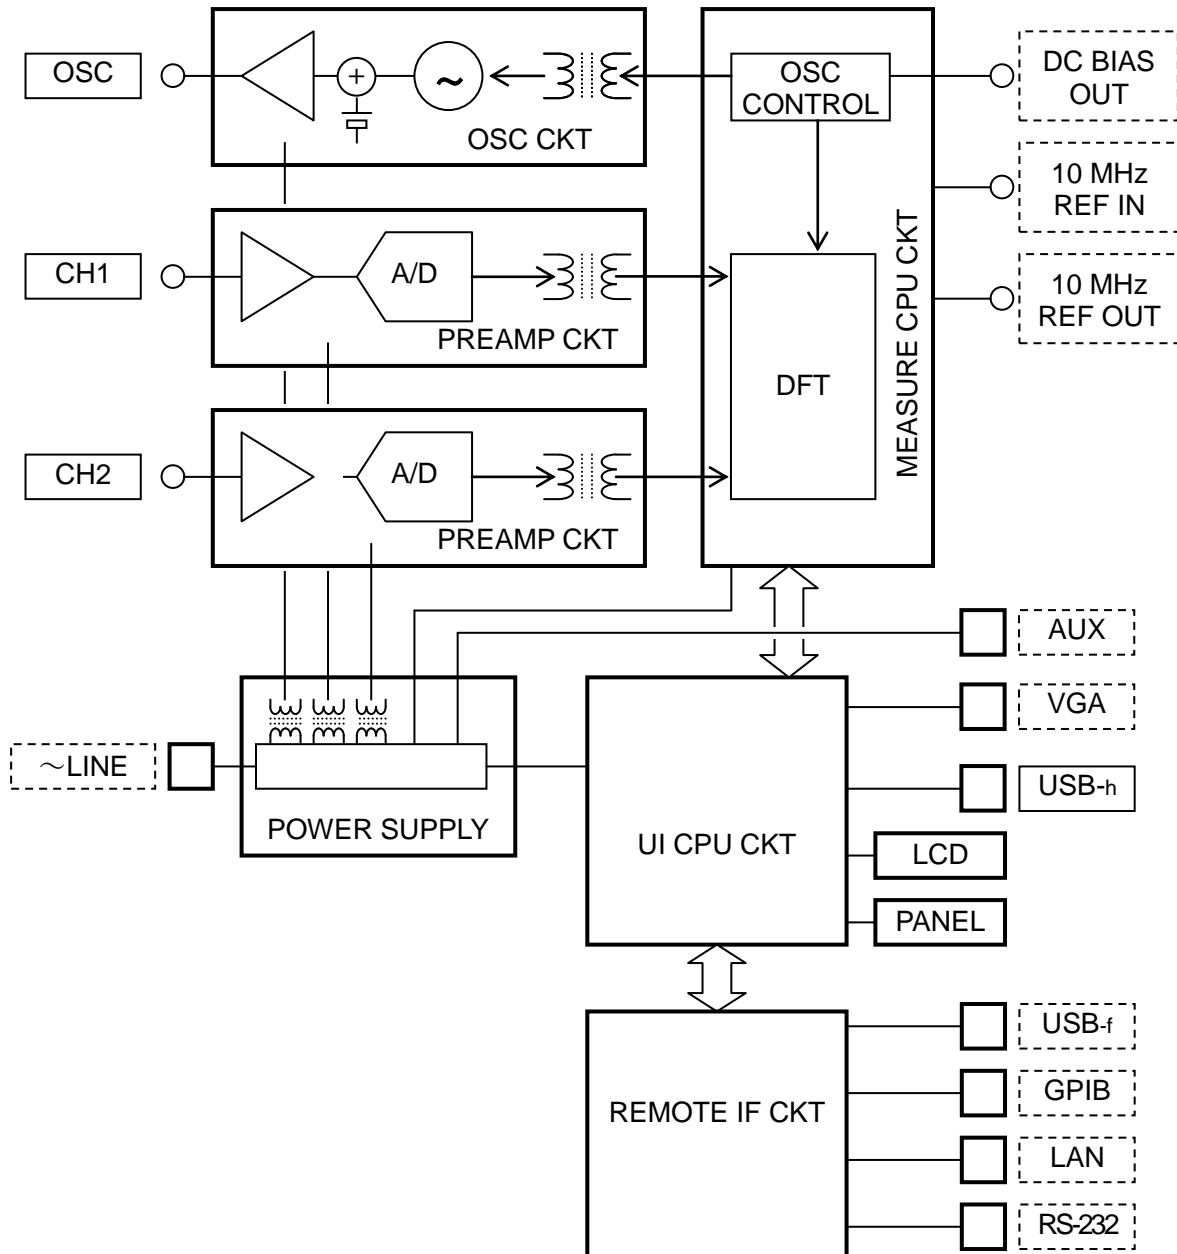 OSC
OSC CKT
OSC
CONTROL
DC BIAS
OUT
10 MHz
REF IN
10 MHz
REF OUT
CH1
A/D
PREAMP CKT
DFT
MEASURE CPU CKT
CH2
A/D
PREAMP CKT
AUX
VGA
～LINE
POWER SUPPLY
UI CPU CKT
USB-h
LCD
PANEL
REMOTE IF CKT
USB-f
GPIB
LAN
RS-232